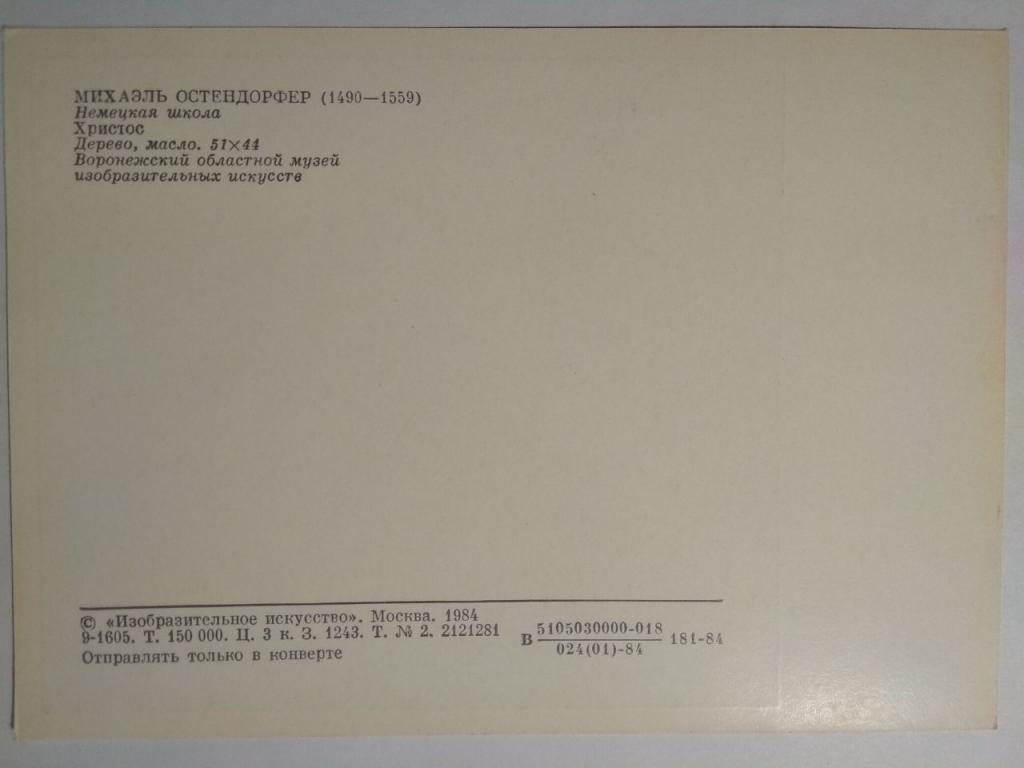 МИХАЭЛЬ ОСТЕНДОРФЕР (1490—1559)
Немецкая школа
Христос
Дерево, масло. 51×44
Воронежский областной музей
изобразительных искусств
© «Изобразительное искусство». Москва. 1984
9-1605. Т. 150 000. Ц. 3 к. З. 1243. Т. № 2. 2121281
Отправлять только в конверте
В 5105030000-018 181-84
024(01)-84